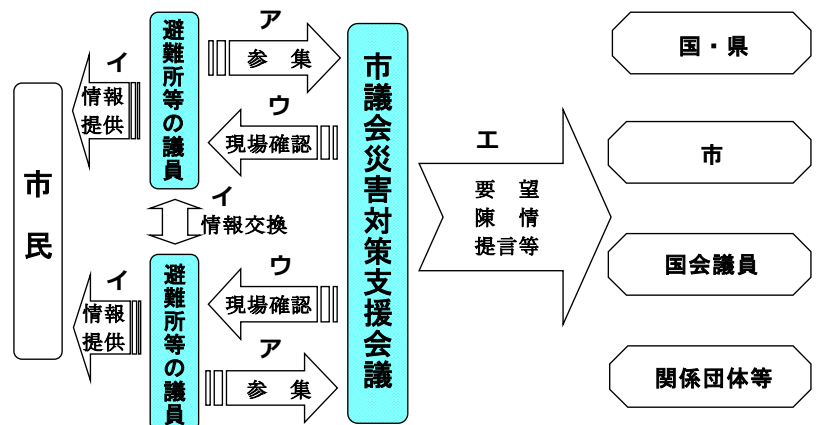 市民
イ
情報
提供
避難所等の議員
ア
参 集
ウ
現場確認
イ
情報交換
イ
情報
提供
避難所等の議員
ウ
現場確認
ア
参 集
市議会災害対策支援会議
エ
要 望
陳 情
提言等
国・県
市
国会議員
関係団体等